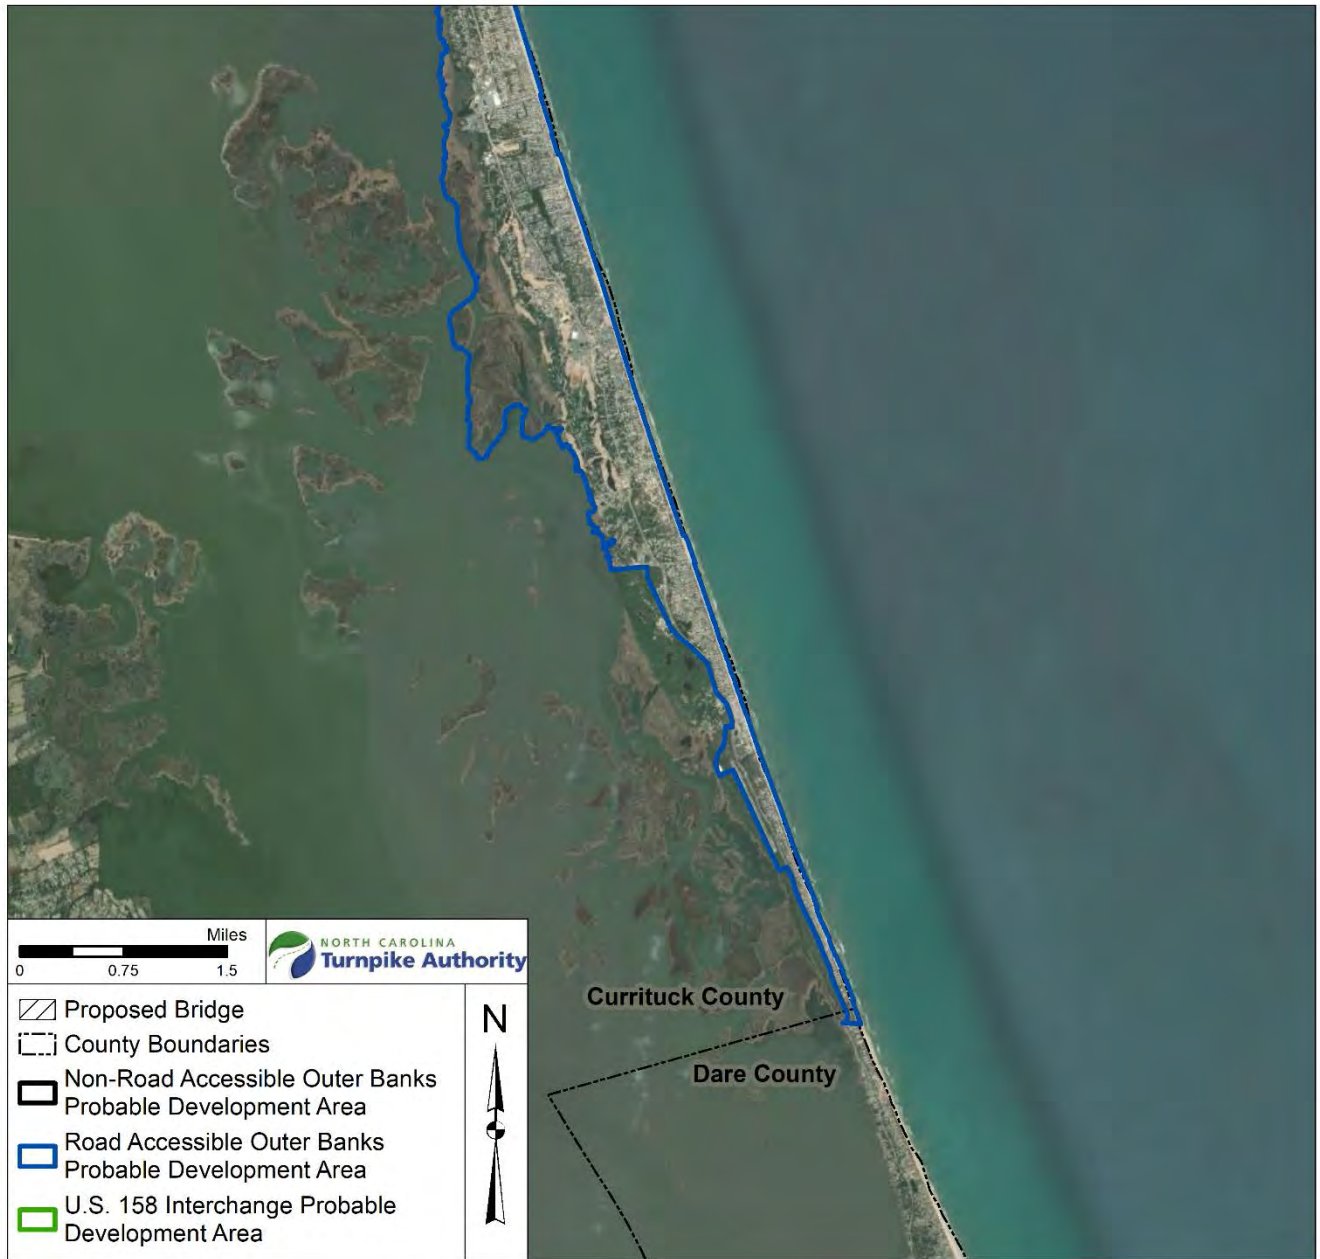 Currituck County
Dare County
Miles
0 0.75 1.5
NORTH CAROLINA
Turnpike Authority
Proposed Bridge
County Boundaries
Non-Road Accessible Outer Banks
Probable Development Area
Road Accessible Outer Banks
Probable Development Area
U.S. 158 Interchange Probable
Development Area
N